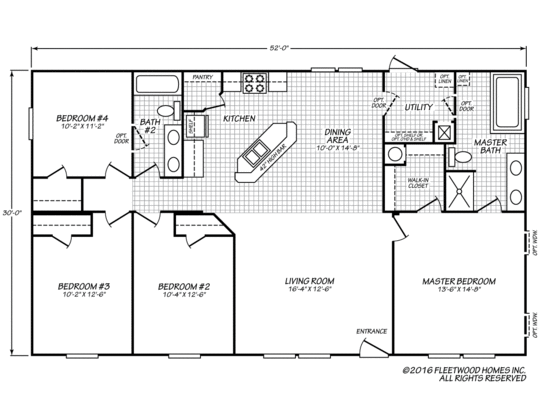 52'-0"
30'-0"
BEDROOM #4
10'-2" X 11'-2"
OPT.
DOOR
BATH
#2
PANTRY
SHELF
KITCHEN
42" HIGH BAR
DINING
AREA
10'-0" X 14'-8"
OPT.
DOOR
UTILITY
OPT.
LINEN
OPT.
LINEN
OPT.
DOOR
OPT. SHELF OR
OPT. DYD & SHELF
MASTER
BATH
WALK-IN
CLOSET
BEDROOM #3
10'-2" X 12'-6"
BEDROOM #2
10'-4" X 12'-6"
LIVING ROOM
16'-4" X 12'-6"
MASTER BEDROOM
13'-6" X 14'-8"
OPT. WDW.
OPT. WDW.
ENTRANCE
©2016 FLEETWOOD HOMES INC.
ALL RIGHTS RESERVED